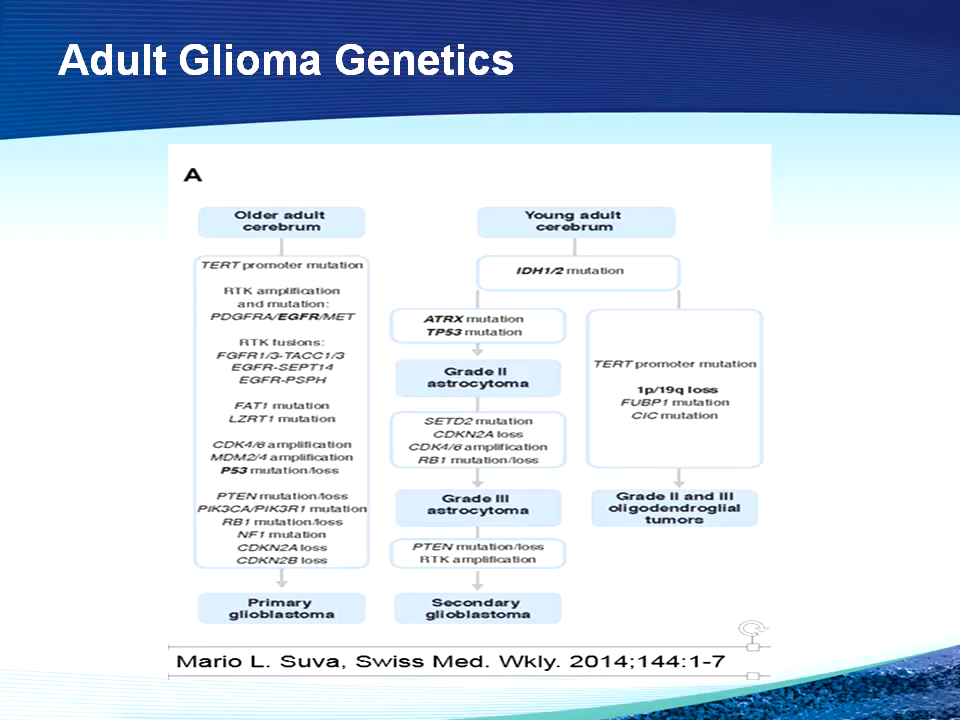 Adult Glioma Genetics
A
Older adult
cerebrum
TERT promoter mutation
RTK amplification
and mutation:
PDGFRA/EGFR/MET
RTK fusions:
FGFR1/3-TACC1/3
EGFR-SEPT14
EGFR-PSPH
FAT1 mutation
LZRT1 mutation
CDK4/6 amplification
MDM2/4 amplification
P53 mutation/loss
PTEN mutation/loss
PIK3CA/PIK3R1 mutation
RB1 mutation/loss
NF1 mutation
CDKN2A loss
CDKN2B loss
Primary
glioblastoma
Young adult
cerebrum
IDH1/2 mutation
ATRX mutation
TP53 mutation
Grade II
astrocytoma
SETD2 mutation
CDKN2A loss
CDK4/6 amplification
RB1 mutation/loss
Grade III
astrocytoma
PTEN mutation/loss
RTK amplification
Secondary
glioblastoma
TERT promoter mutation
1p/19q loss
FUBP1 mutation
CIC mutation
Grade II and III
oligodendroglial
tumors
Mario L. Suva, Swiss Med. Wkly. 2014;144:1-7